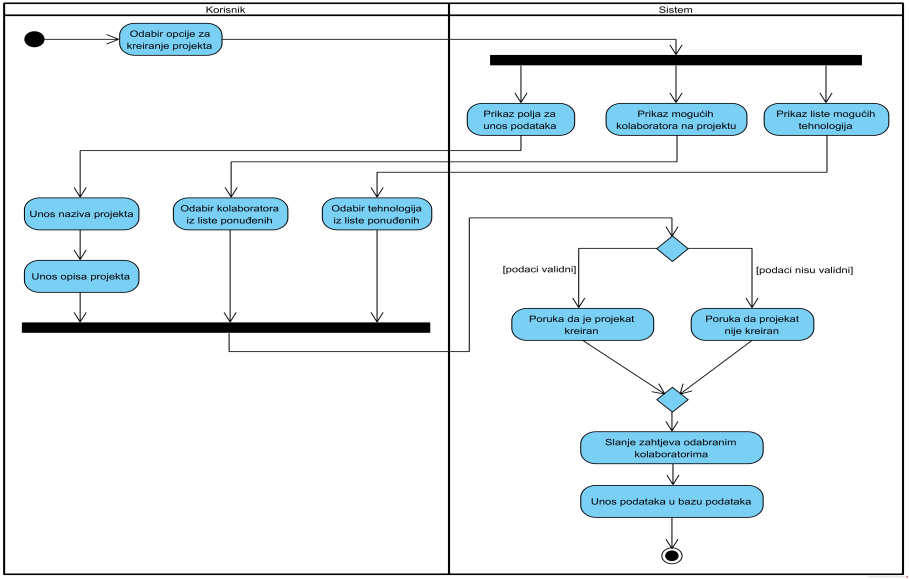 Korisnik
Sistem
Odabir opcije za
kreiranje projekta
Prikaz polja za
unos podataka
Prikaz mogućih
kolaboratora na projektu
Prikaz liste mogućih
tehnologija
Unos naziva projekta
Odabir kolaboratora
iz liste ponuđenih
Odabir tehnologija
iz liste ponuđenih
Unos opisa projekta
[podaci validni]
[podaci nisu validni]
Poruka da je projekat
kreiran
Poruka da projekat
nije kreiran
Slanje zahtjeva odabranim
kolaboratorima
Unos podataka u bazu podataka